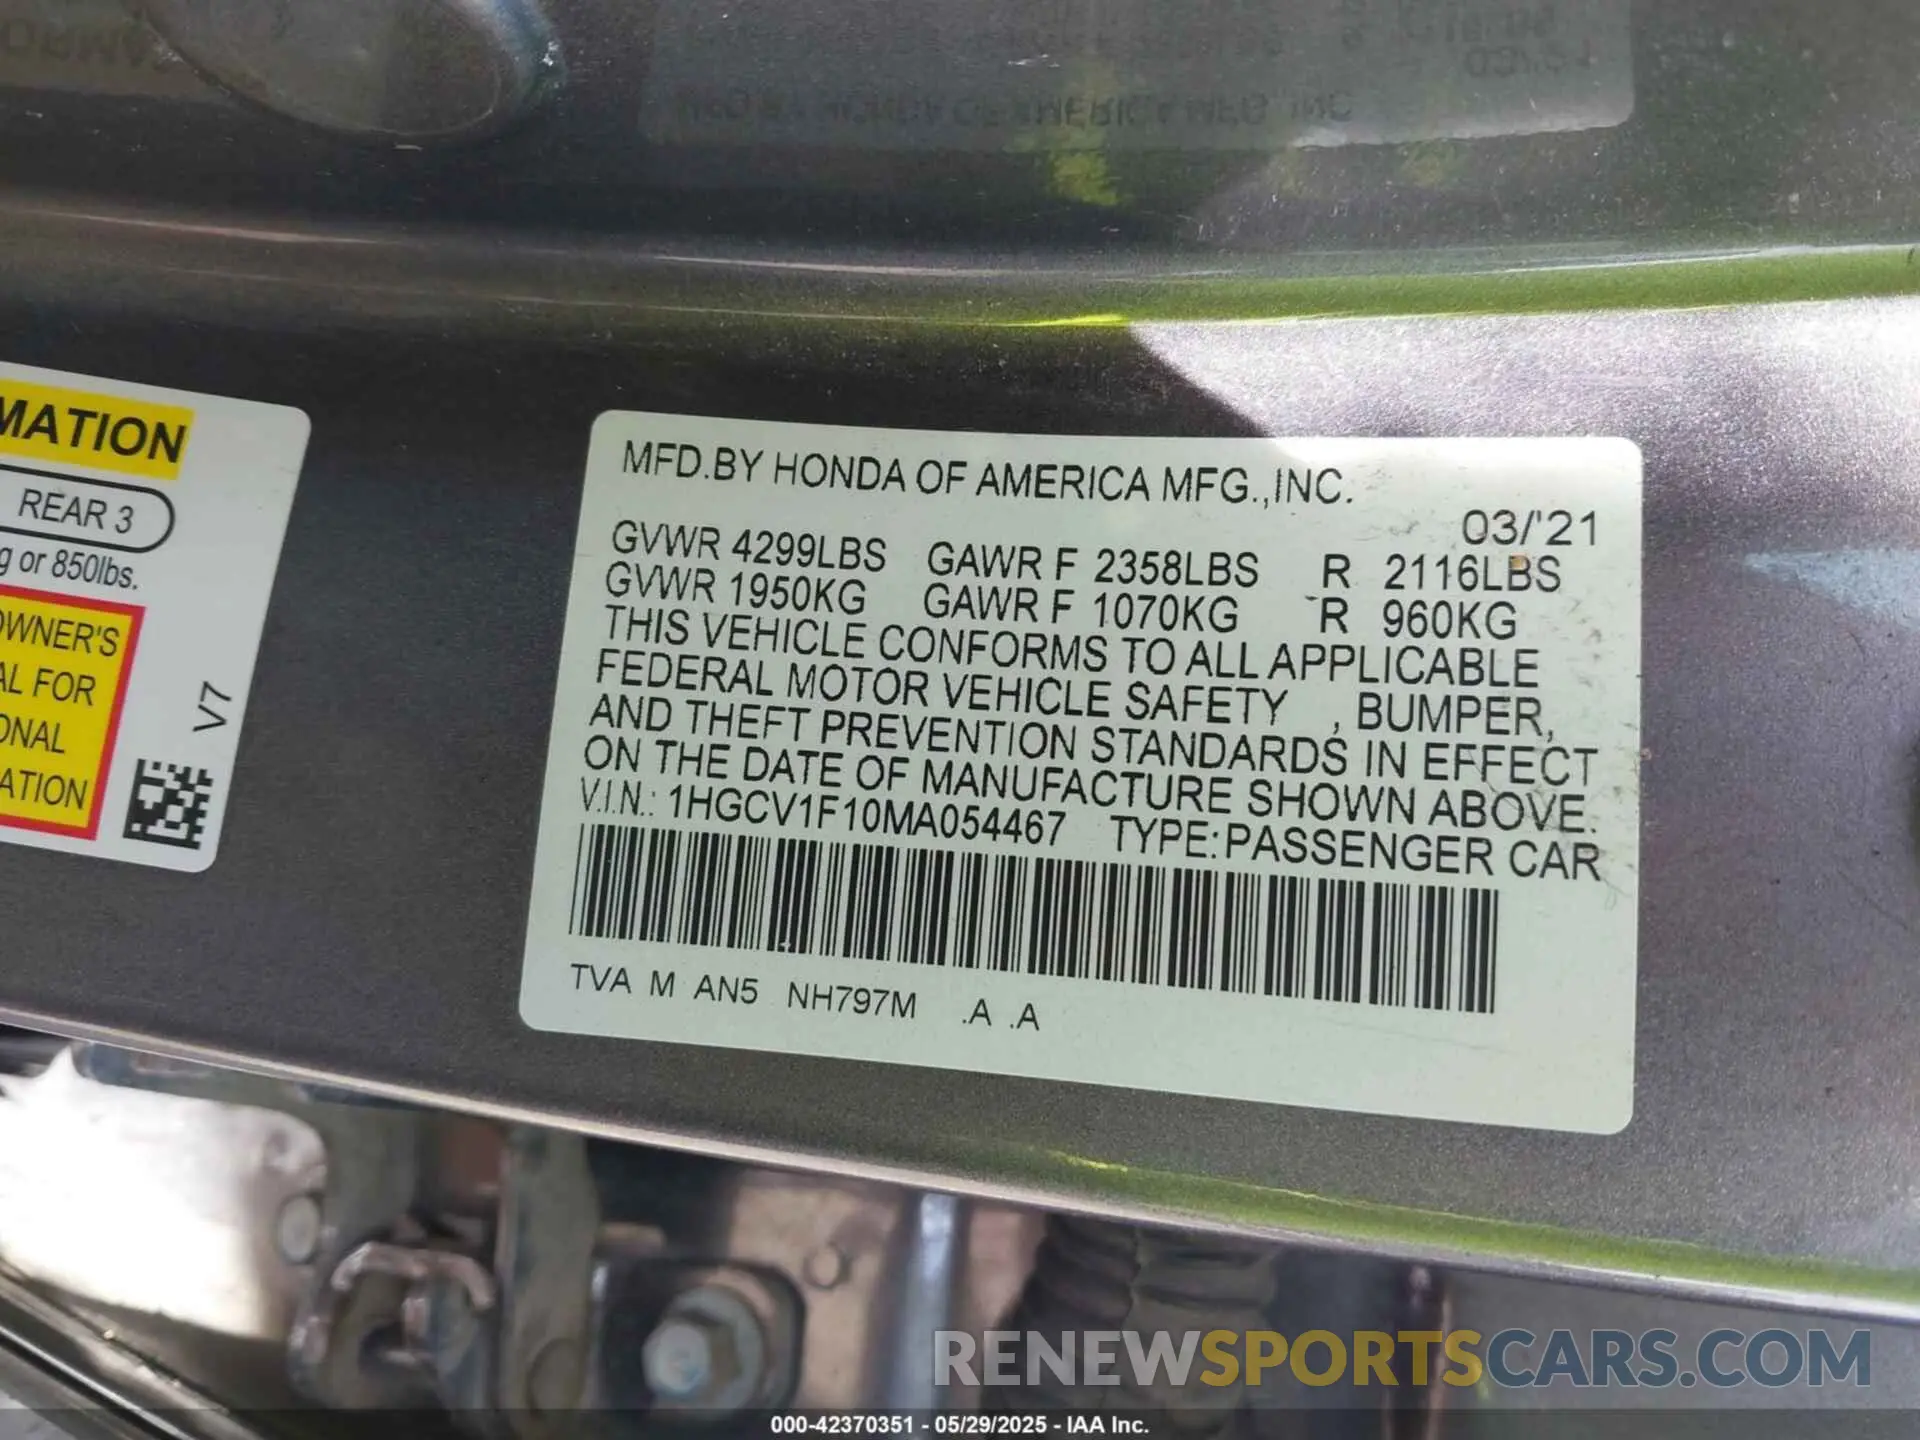 MATION
REAR 3
g or 850lbs.
OWNER'S
AL FOR
ONAL
ATION
V7
MFD.BY HONDA OF AMERICA MFG.,INC.
03/'21
GVWR 4299LBS GAWR F 2358LBS R 2116LBS
GVWR 1950KG GAWR F 1070KG R 960KG
THIS VEHICLE CONFORMS TO ALL APPLICABLE
FEDERAL MOTOR VEHICLE SAFETY , BUMPER,
AND THEFT PREVENTION STANDARDS IN EFFECT
ON THE DATE OF MANUFACTURE SHOWN ABOVE.
V.I.N.: 1HGCV1F10MA054467 TYPE:PASSENGER CAR
TVA M AN5 NH797M .A .A
RENEWSPORTSCARS.COM
000-42370351 - 05/29/2025 - IAA Inc.